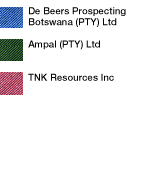 De Beers Prospecting
Botswana (PTY) Ltd
Ampal (PTY) Ltd
TNK Resources Inc